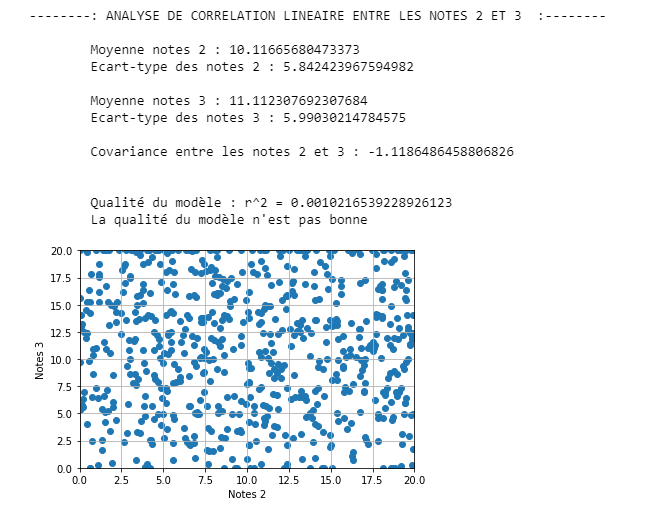 --------: ANALYSE DE CORRELATION LINEAIRE ENTRE LES NOTES 2 ET 3  :--------
Moyenne notes 2 : 10.11665680473373
Ecart-type des notes 2 : 5.842423967594982
Moyenne notes 3 : 11.112307692307684
Ecart-type des notes 3 : 5.99030214784575
Covariance entre les notes 2 et 3 : -1.1186486458806826
Qualité du modèle : r^2 = 0.0010216539228926123
La qualité du modèle n'est pas bonne
20.0
17.5
15.0
12.5
10.0
7.5
5.0
2.5
0.0
Notes 3
0.0 2.5 5.0 7.5 10.0 12.5 15.0 17.5 20.0
Notes 2